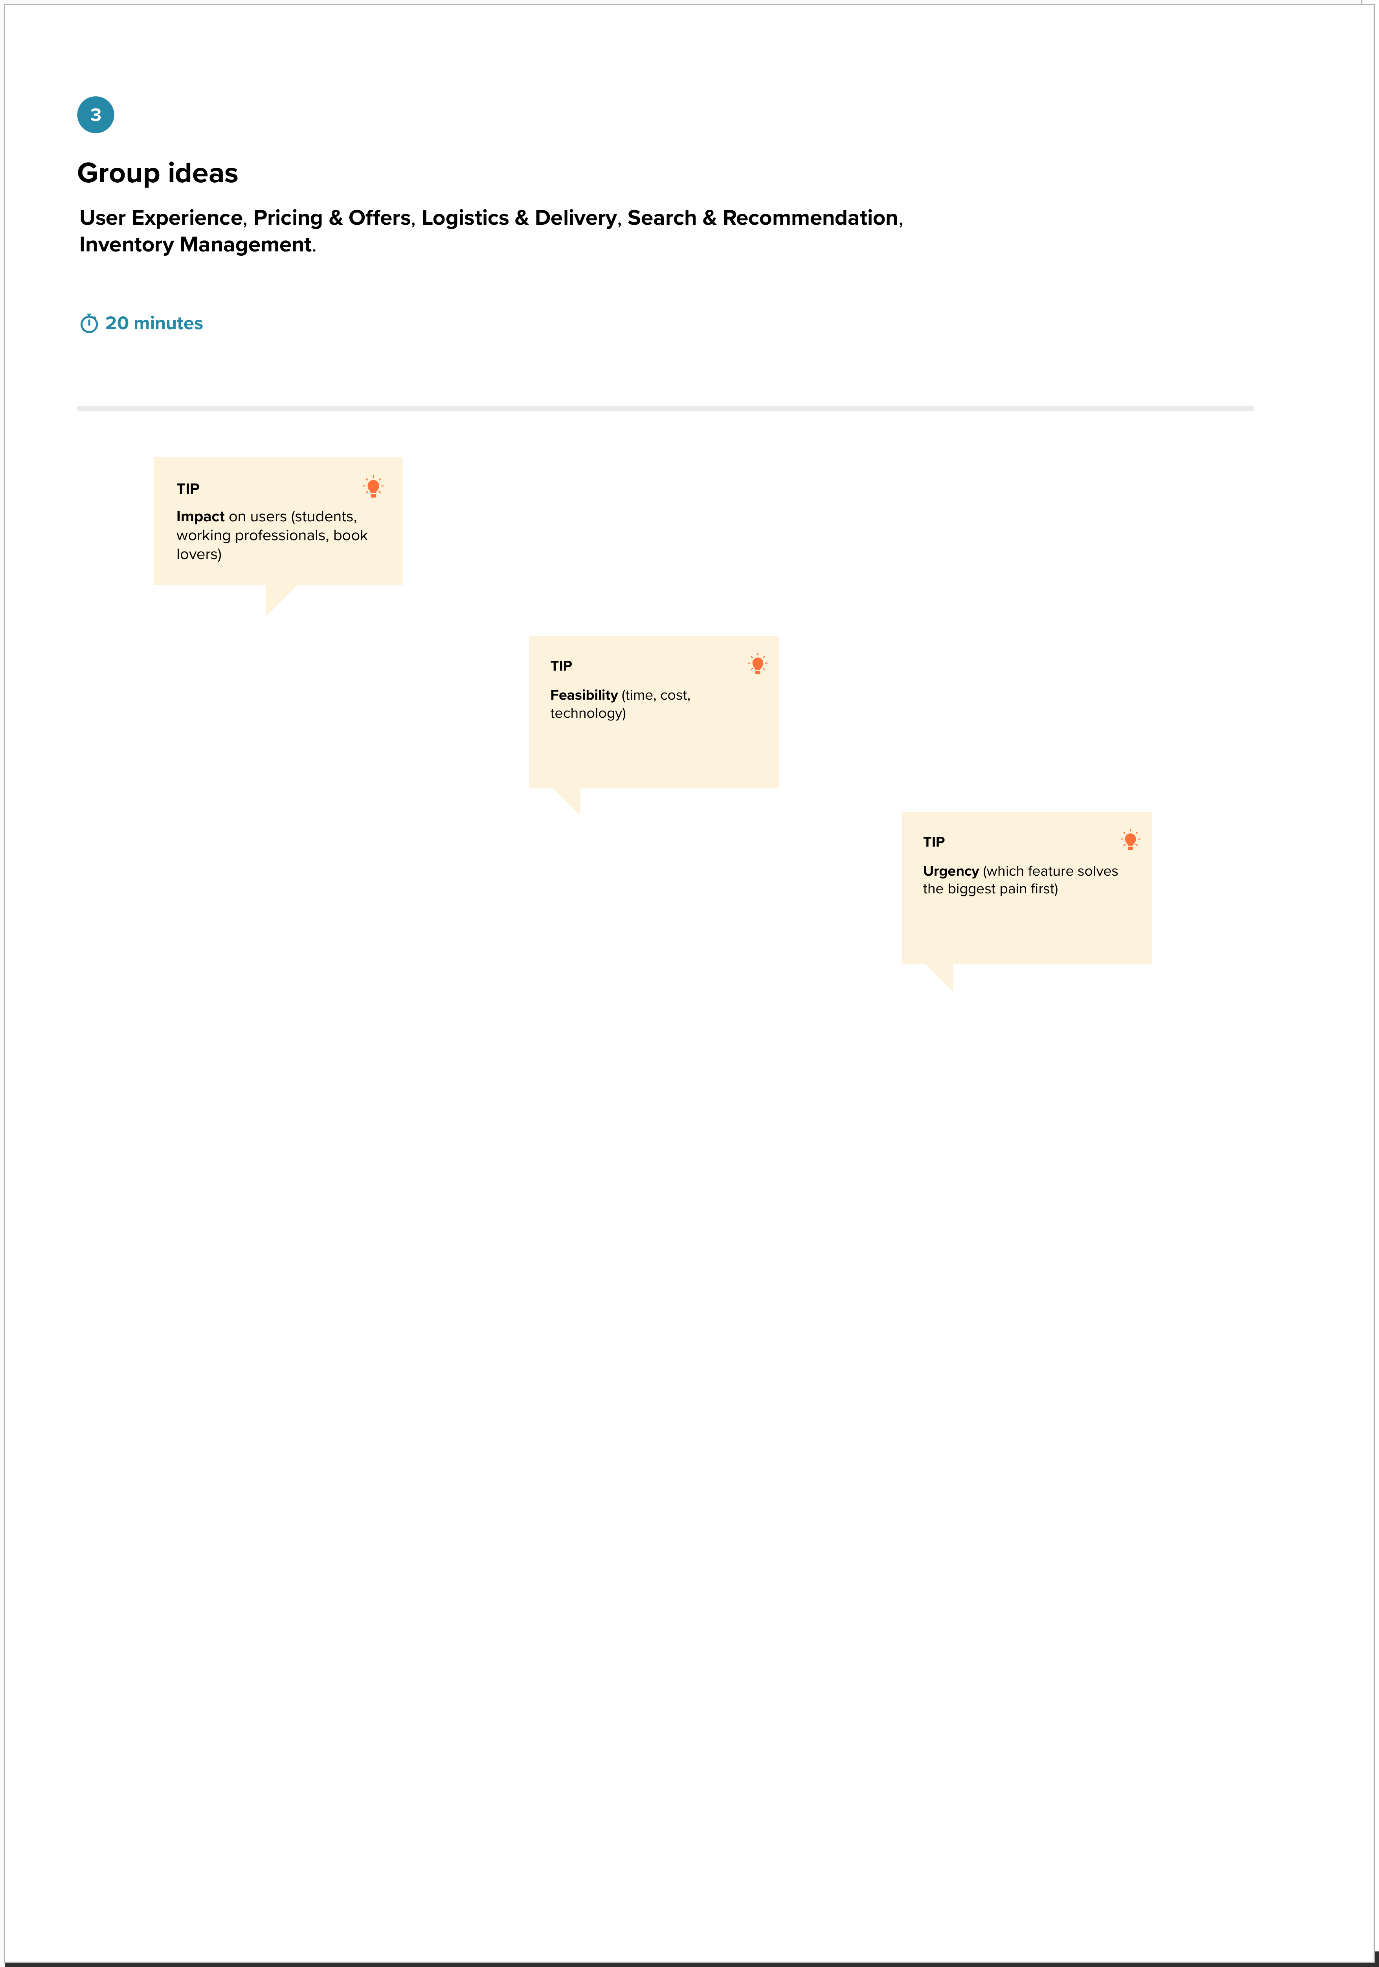 3
Group ideas
User Experience, Pricing & Offers, Logistics & Delivery, Search & Recommendation,
Inventory Management.
20 minutes
TIP
Impact on users (students,
working professionals, book
lovers)
TIP
Feasibility (time, cost,
technology)
TIP
Urgency (which feature solves
the biggest pain first)